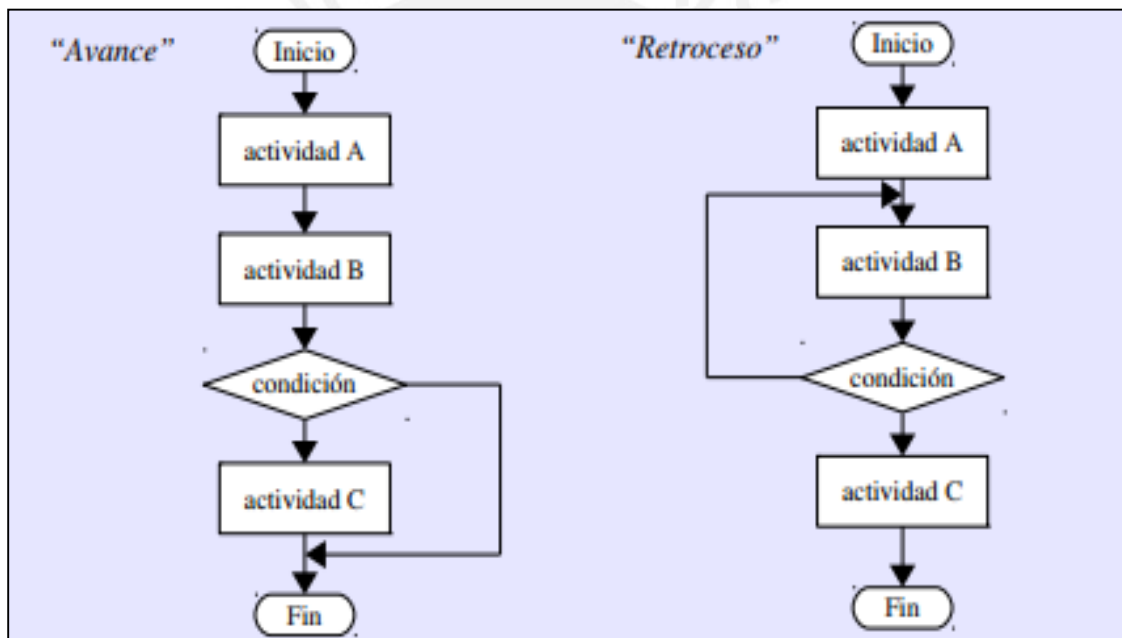 “Avance”
Inicio
actividad A
actividad B
condición
actividad C
Fin
“Retroceso”
Inicio
actividad A
actividad B
condición
actividad C
Fin